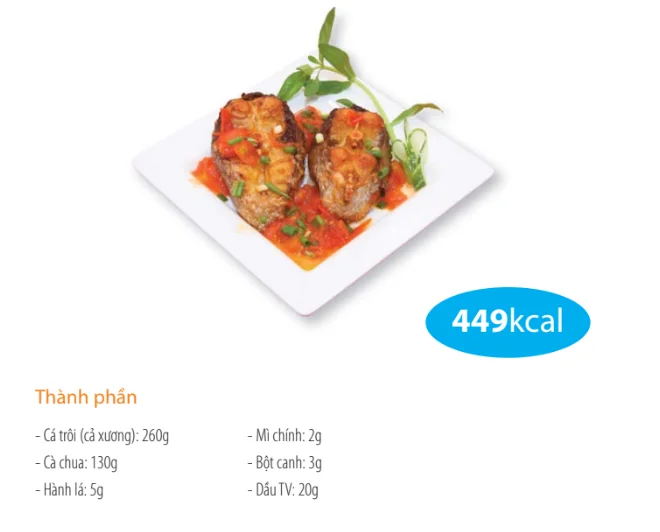 449kcal
Thành phần
- Cá trôi (cả xương): 260g
- Cà chua: 130g
- Hành lá: 5g
- Mì chính: 2g
- Bột canh: 3g
- Dầu TV: 20g